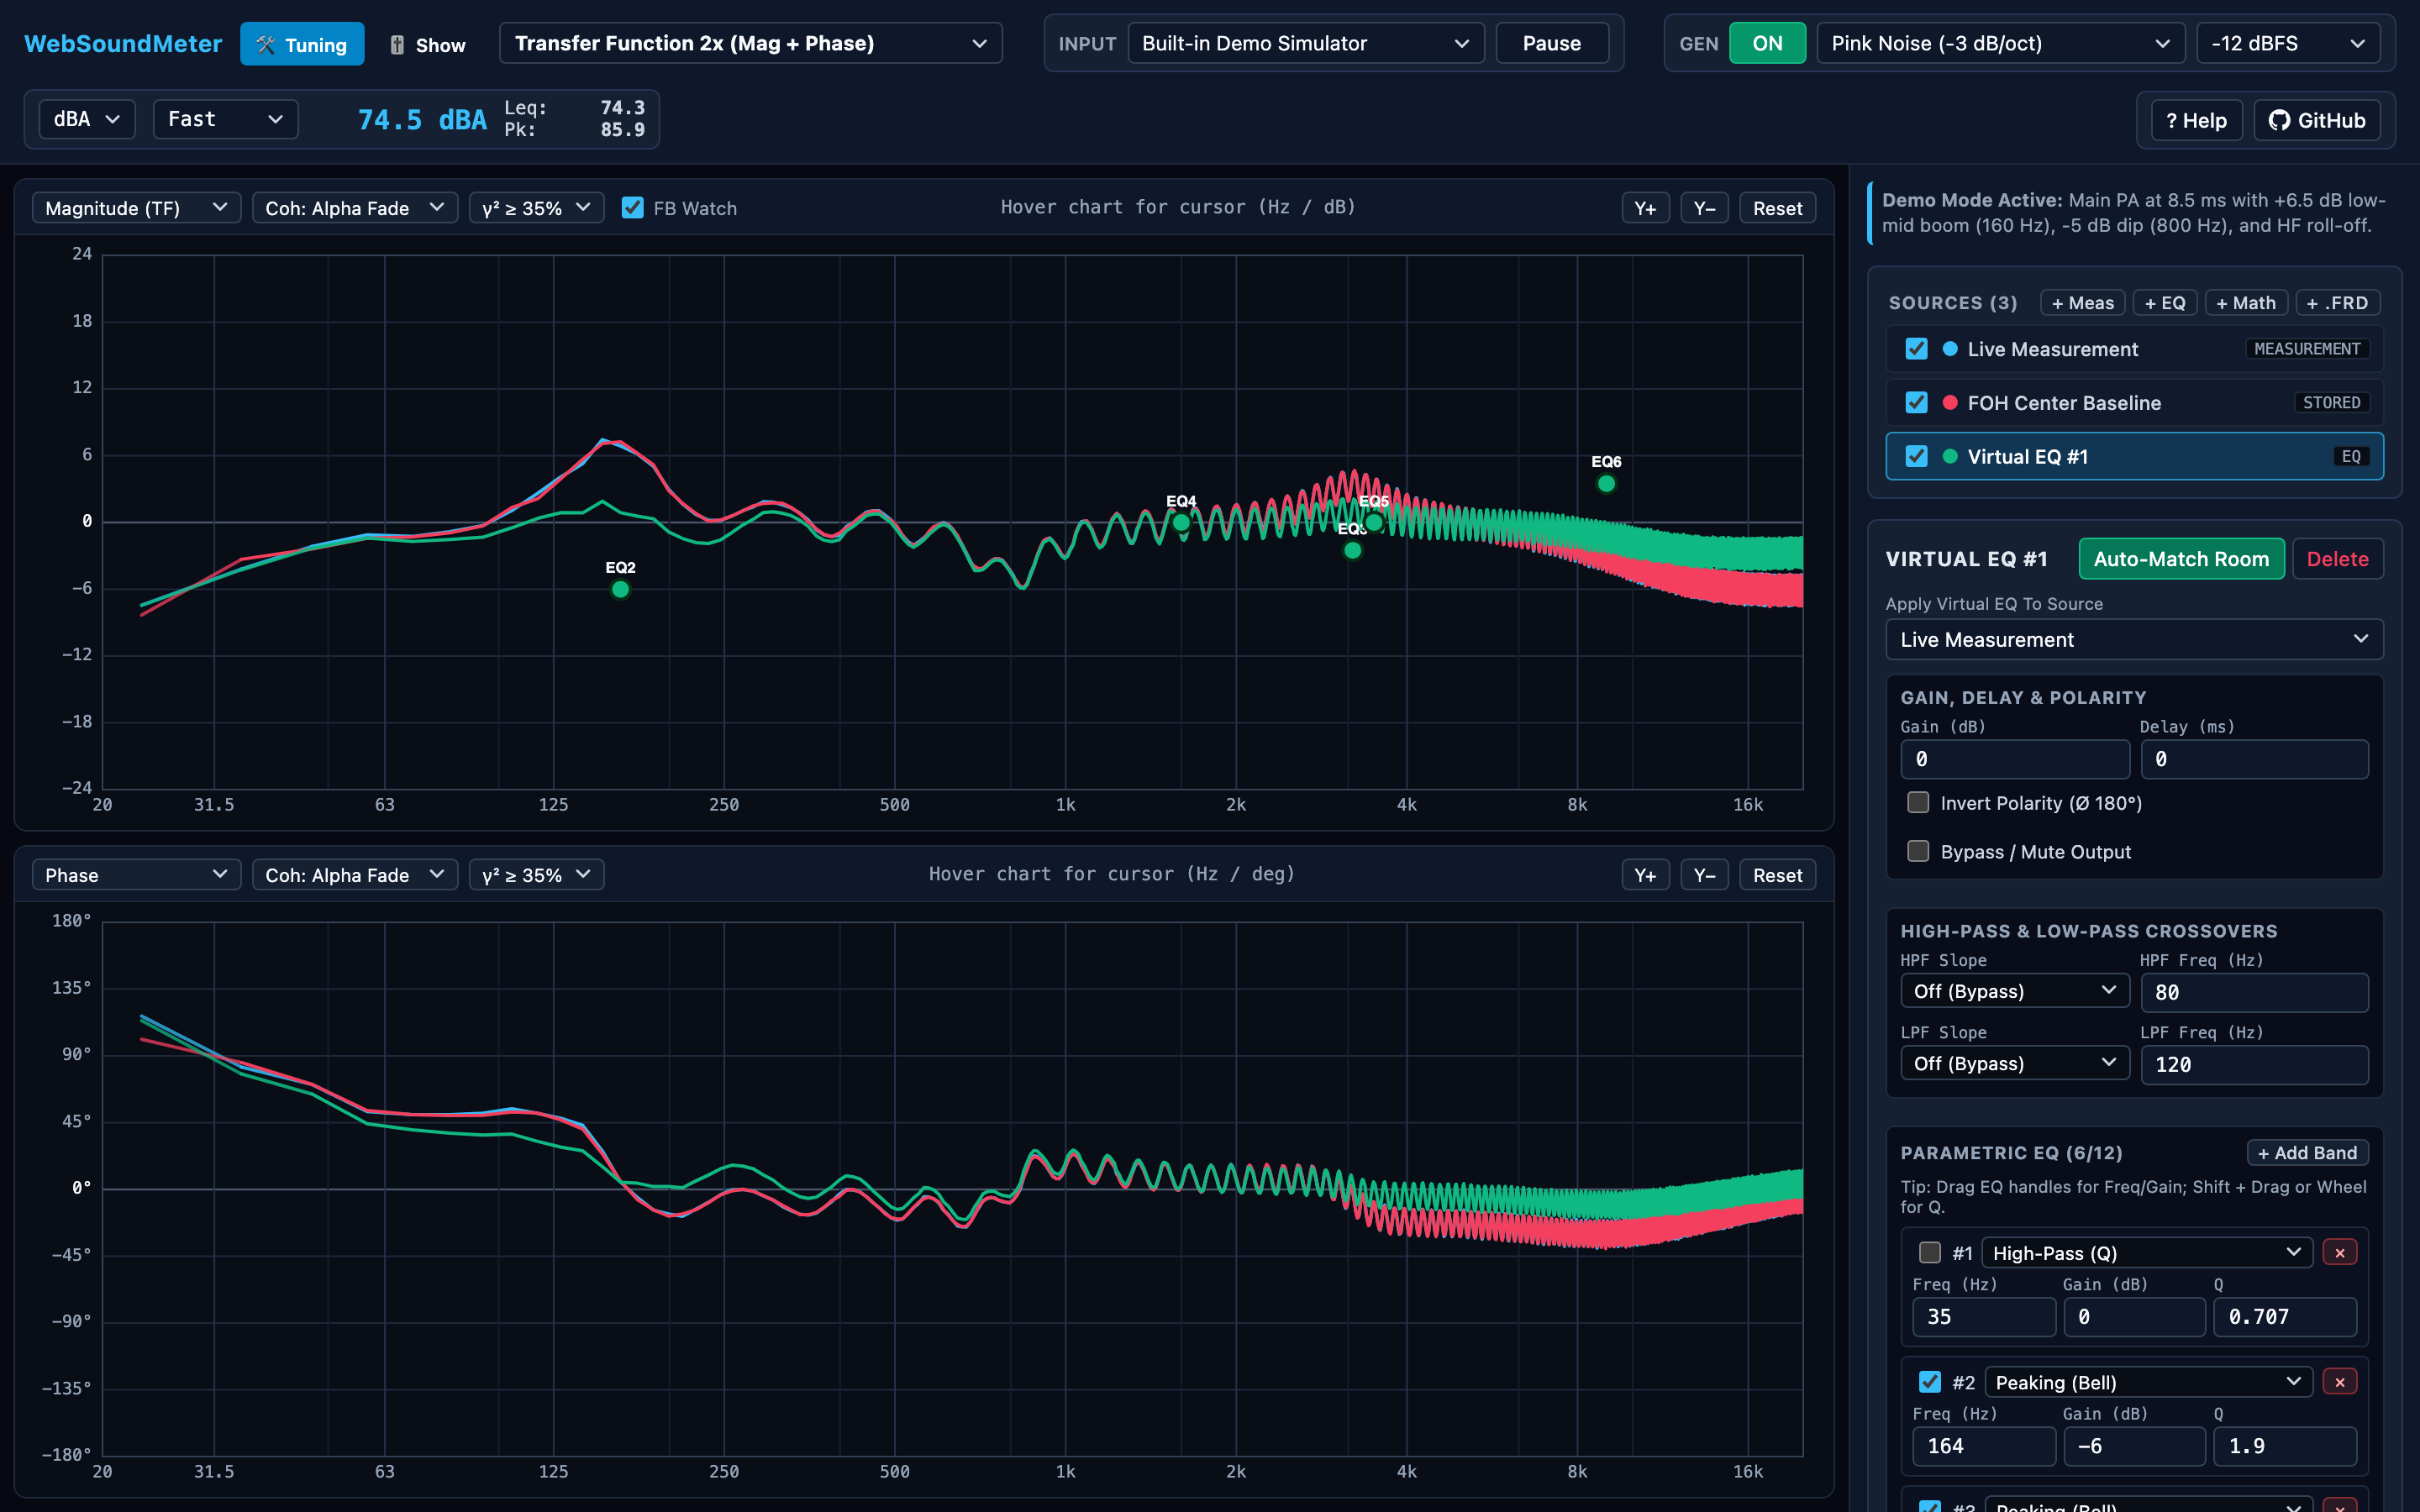 WebSoundMeter
🛠 Tuning
🎚 Show
Transfer Function 2x (Mag + Phase)
INPUT
Built-in Demo Simulator
Pause
GEN
ON
Pink Noise (-3 dB/oct)
-12 dBFS
dBA
Fast
74.5 dBA
Leq: 74.3
Pk: 85.9
? Help
GitHub
Magnitude (TF)
Coh: Alpha Fade
γ² ≥ 35%
FB Watch
Hover chart for cursor (Hz / dB)
Y+
Y−
Reset
24
18
12
6
0
−6
−12
−18
−24
EQ2
EQ4
EQ5
EQ6
20 31.5 63 125 250 500 1k 2k 4k 8k 16k
Phase
Coh: Alpha Fade
γ² ≥ 35%
Hover chart for cursor (Hz / deg)
Y+
Y−
Reset
180°
135°
90°
45°
0°
−45°
−90°
−135°
−180°
20 31.5 63 125 250 500 1k 2k 4k 8k 16k
Demo Mode Active: Main PA at 8.5 ms with +6.5 dB low-
mid boom (160 Hz), -5 dB dip (800 Hz), and HF roll-off.
SOURCES (3)
+ Meas
+ EQ
+ Math
+ .FRD
Live Measurement
MEASUREMENT
FOH Center Baseline
STORED
Virtual EQ #1
EQ
VIRTUAL EQ #1
Auto-Match Room
Delete
Apply Virtual EQ To Source
Live Measurement
GAIN, DELAY & POLARITY
Gain (dB) Delay (ms)
0 0
Invert Polarity (Ø 180°)
Bypass / Mute Output
HIGH-PASS & LOW-PASS CROSSOVERS
HPF Slope HPF Freq (Hz)
Off (Bypass) 80
LPF Slope LPF Freq (Hz)
Off (Bypass) 120
PARAMETRIC EQ (6/12)
+ Add Band
Tip: Drag EQ handles for Freq/Gain; Shift + Drag or Wheel
for Q.
#1 High-Pass (Q) ×
Freq (Hz) Gain (dB) Q
35 0 0.707
#2 Peaking (Bell) ×
Freq (Hz) Gain (dB) Q
164 −6 1.9
#3 Peaking (Bell)